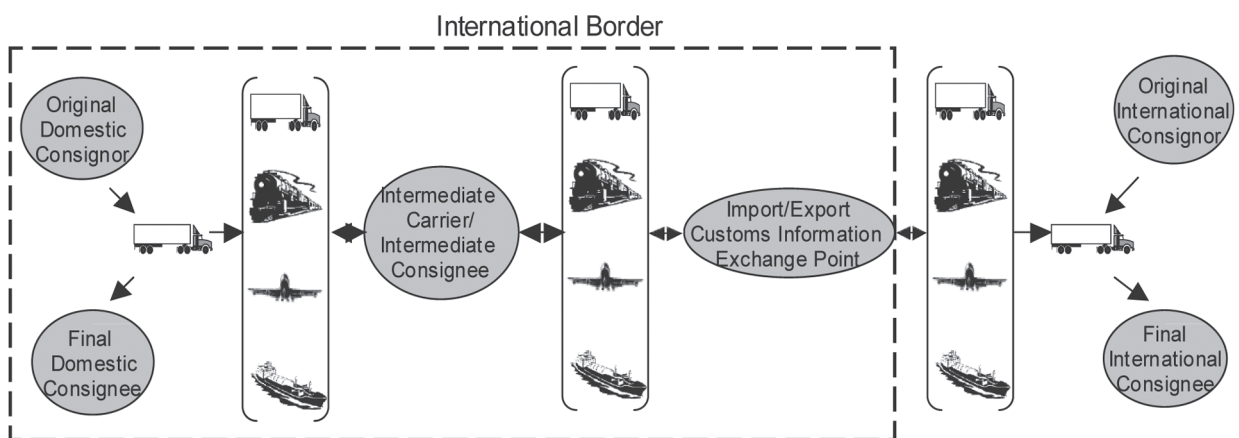 International Border
Original
Domestic
Consignor
Final
Domestic
Consignee
Intermediate
Carrier/
Intermediate
Consignee
Import/Export
Customs Information
Exchange Point
Original
International
Consignor
Final
International
Consignee